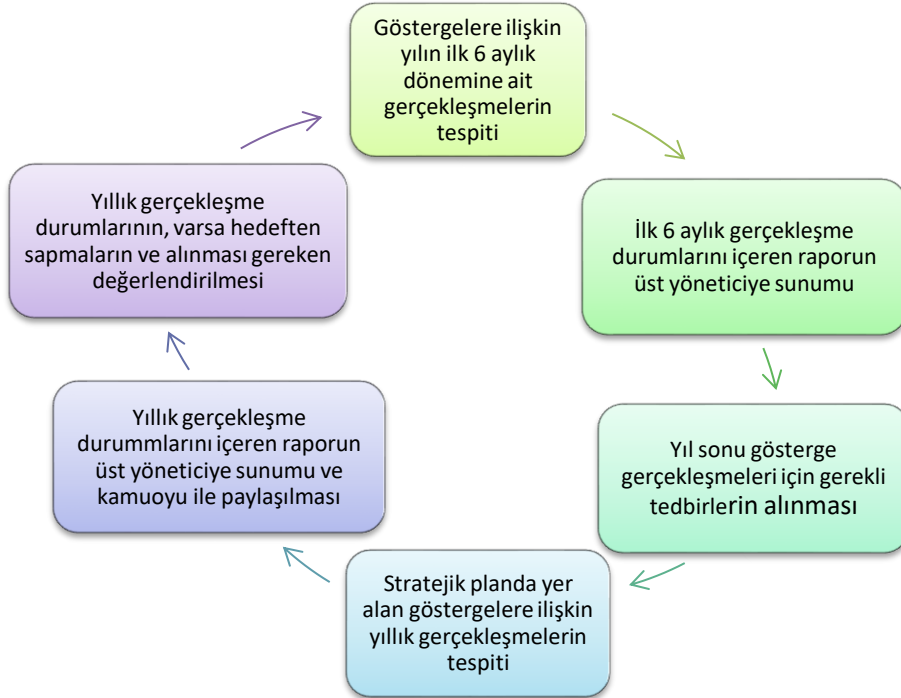 Göstergelere ilişkin
yılın ilk 6 aylık
dönemine ait
gerçekleşmelerin
tespiti
İlk 6 aylık gerçekleşme
durumlarını içeren raporun
üst yöneticiye sunumu
Yıl sonu gösterge
gerçekleşmeleri için gerekli
tedbirlerin alınması
Stratejik planda yer
alan göstergelere ilişkin
yıllık gerçekleşmelerin
tespiti
Yıllık gerçekleşme
durummlarını içeren raporun
üst yöneticiye sunumu ve
kamuoyu ile paylaşılması
Yıllık gerçekleşme
durumlarının, varsa hedeften
sapmaların ve alınması gereken
değerlendirilmesi